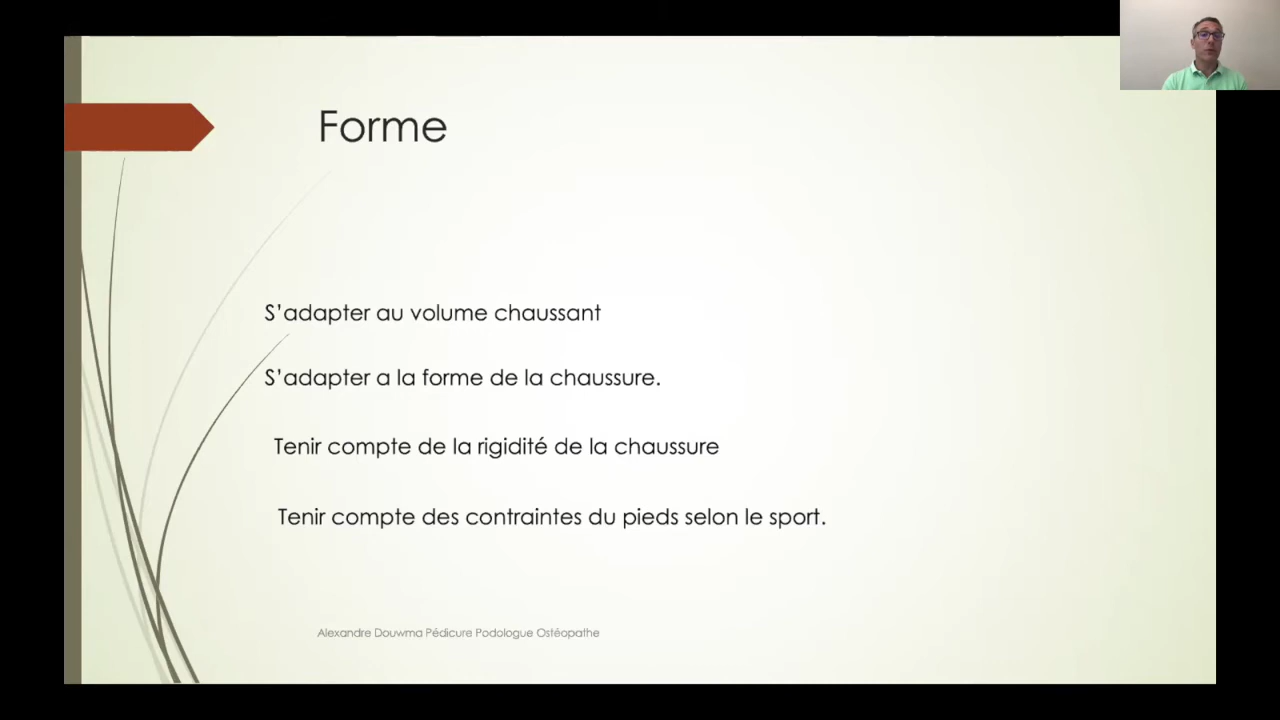 Forme
S’adapter au volume chaussant
S’adapter a la forme de la chaussure.
Tenir compte de la rigidité de la chaussure
Tenir compte des contraintes du pieds selon le sport.
Alexandre Douwma Pédicure Podologue Ostéopathe